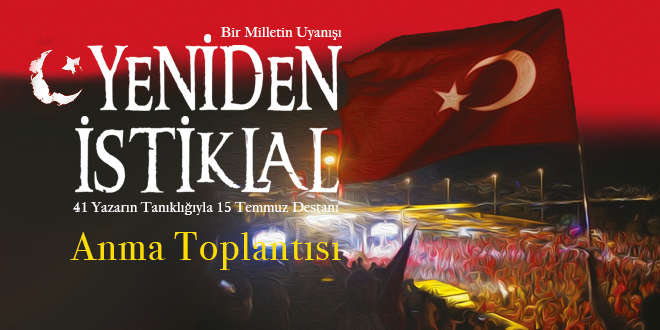 Bir Milletin Uyanışı
YENİDEN
İSTİKLAL
41 Yazarın Tanıklığıyla 15 Temmuz Destanı
Anma Toplantısı